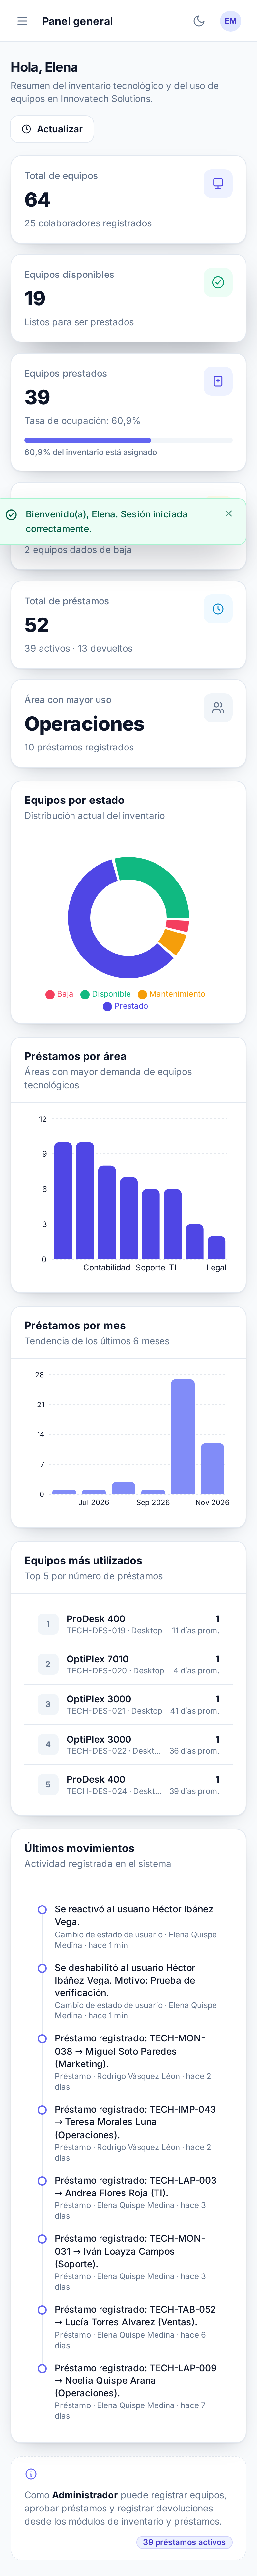 Panel general
EM
Hola, Elena
Resumen del inventario tecnológico y del uso de
equipos en Innovatech Solutions.
Actualizar
Total de equipos
64
25 colaboradores registrados
Equipos disponibles
19
Listos para ser prestados
Equipos prestados
39
Tasa de ocupación: 60,9%
60,9% del inventario está asignado
Bienvenido(a), Elena. Sesión iniciada
correctamente.
2 equipos dados de baja
Total de préstamos
52
39 activos · 13 devueltos
Área con mayor uso
Operaciones
10 préstamos registrados
Equipos por estado
Distribución actual del inventario
Baja Disponible Mantenimiento
Prestado
Préstamos por área
Áreas con mayor demanda de equipos
tecnológicos
12
9
6
3
0
Contabilidad Soporte TI Legal
Préstamos por mes
Tendencia de los últimos 6 meses
28
21
14
7
0
Jul 2026 Sep 2026 Nov 2026
Equipos más utilizados
Top 5 por número de préstamos
1 ProDesk 400 1
TECH-DES-019 · Desktop 11 días prom.
2 OptiPlex 7010 1
TECH-DES-020 · Desktop 4 días prom.
3 OptiPlex 3000 1
TECH-DES-021 · Desktop 41 días prom.
4 OptiPlex 3000 1
TECH-DES-022 · Deskt... 36 días prom.
5 ProDesk 400 1
TECH-DES-024 · Deskt... 39 días prom.
Últimos movimientos
Actividad registrada en el sistema
Se reactivó al usuario Héctor Ibáñez
Vega.
Cambio de estado de usuario · Elena Quispe
Medina · hace 1 min
Se deshabilitó al usuario Héctor
Ibáñez Vega. Motivo: Prueba de
verificación.
Cambio de estado de usuario · Elena Quispe
Medina · hace 1 min
Préstamo registrado: TECH-MON-
038 → Miguel Soto Paredes
(Marketing).
Préstamo · Rodrigo Vásquez Léon · hace 2
días
Préstamo registrado: TECH-IMP-043
→ Teresa Morales Luna
(Operaciones).
Préstamo · Rodrigo Vásquez Léon · hace 2
días
Préstamo registrado: TECH-LAP-003
→ Andrea Flores Roja (TI).
Préstamo · Elena Quispe Medina · hace 3
días
Préstamo registrado: TECH-MON-
031 → Iván Loayza Campos
(Soporte).
Préstamo · Elena Quispe Medina · hace 3
días
Préstamo registrado: TECH-TAB-052
→ Lucía Torres Alvarez (Ventas).
Préstamo · Elena Quispe Medina · hace 6
días
Préstamo registrado: TECH-LAP-009
→ Noelia Quispe Arana
(Operaciones).
Préstamo · Elena Quispe Medina · hace 7
días
Como Administrador puede registrar equipos,
aprobar préstamos y registrar devoluciones
desde los módulos de inventario y préstamos.
39 préstamos activos